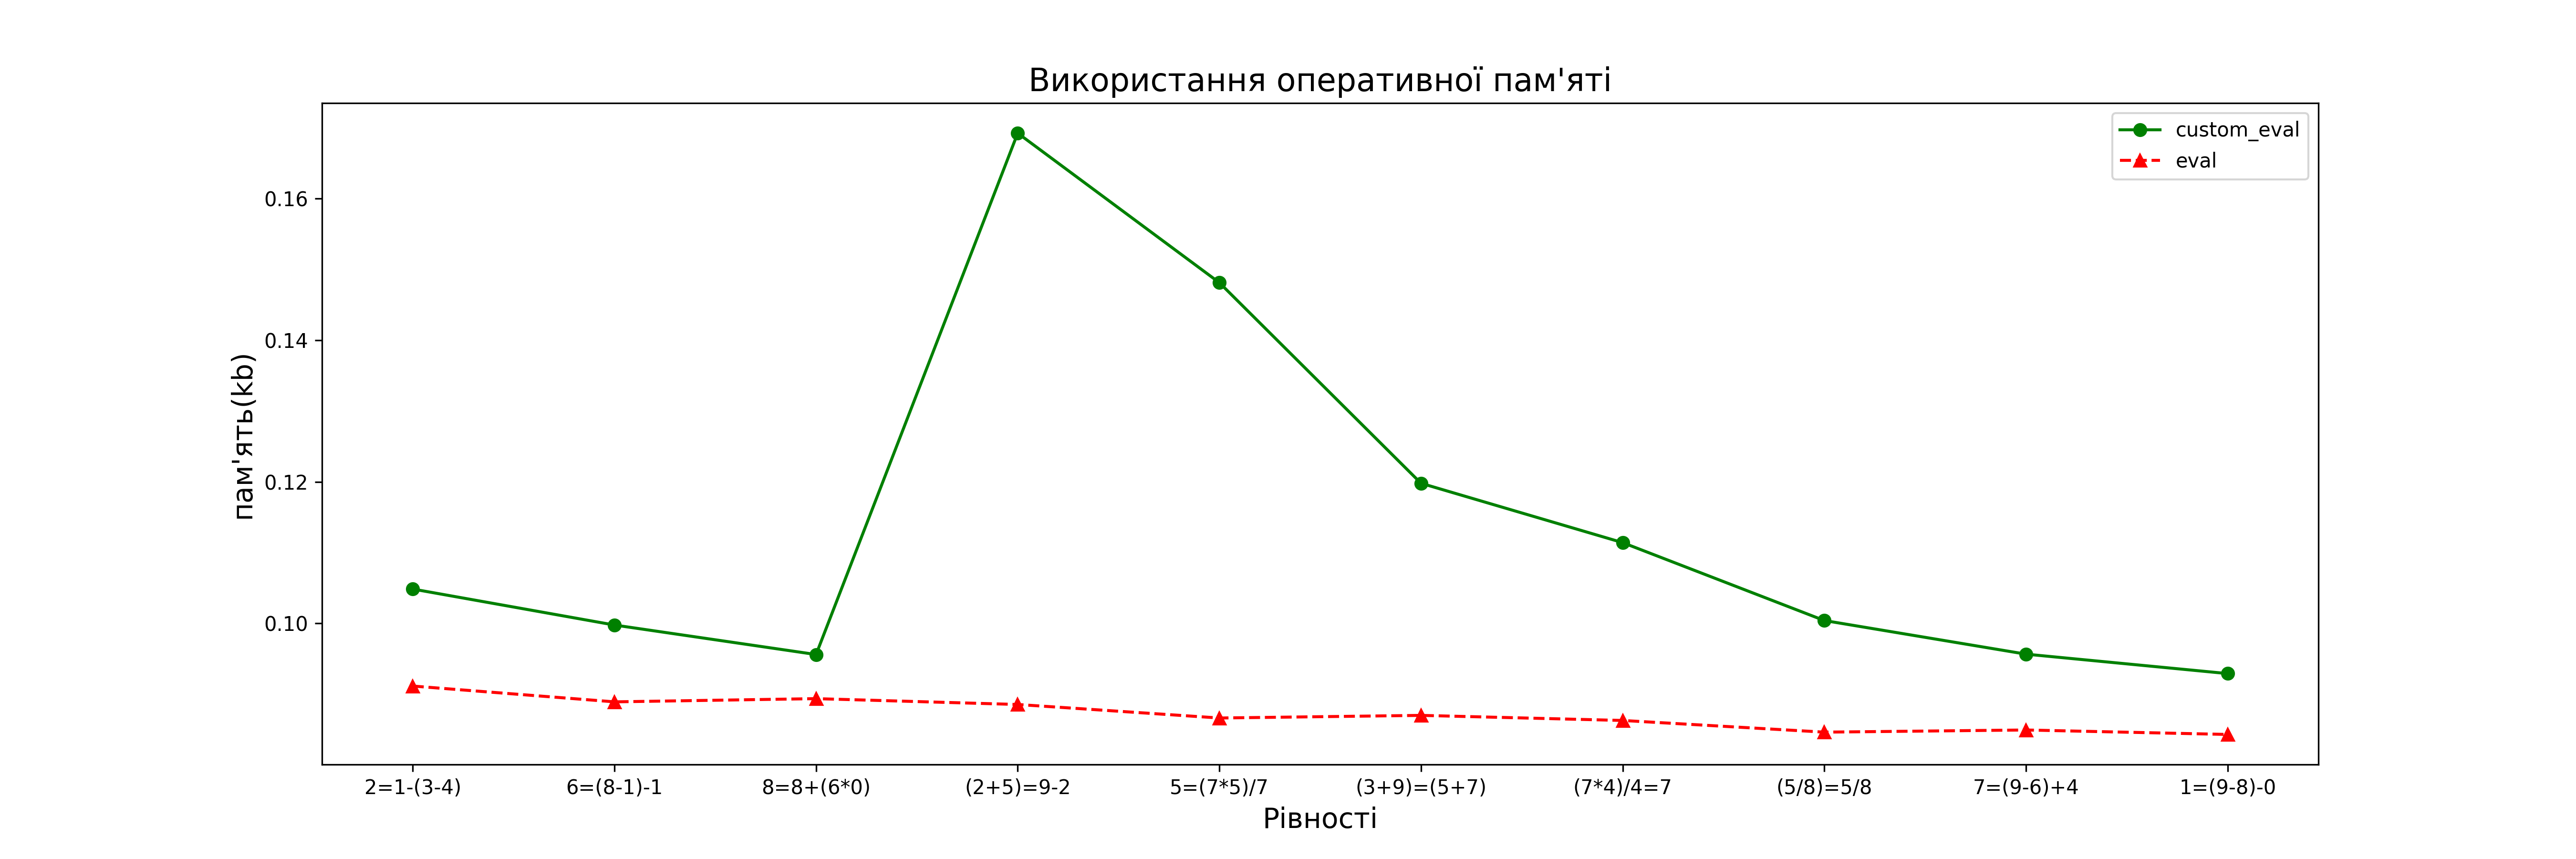 Використання оперативної пам'яті
custom_eval
eval
0.16
0.14
0.12
0.10
пам'ять(kb)
2=1-(3-4) 6=(8-1)-1 8=8+(6*0) (2+5)=9-2 5=(7*5)/7 (3+9)=(5+7) (7*4)/4=7 (5/8)=5/8 7=(9-6)+4 1=(9-8)-0
Рівності